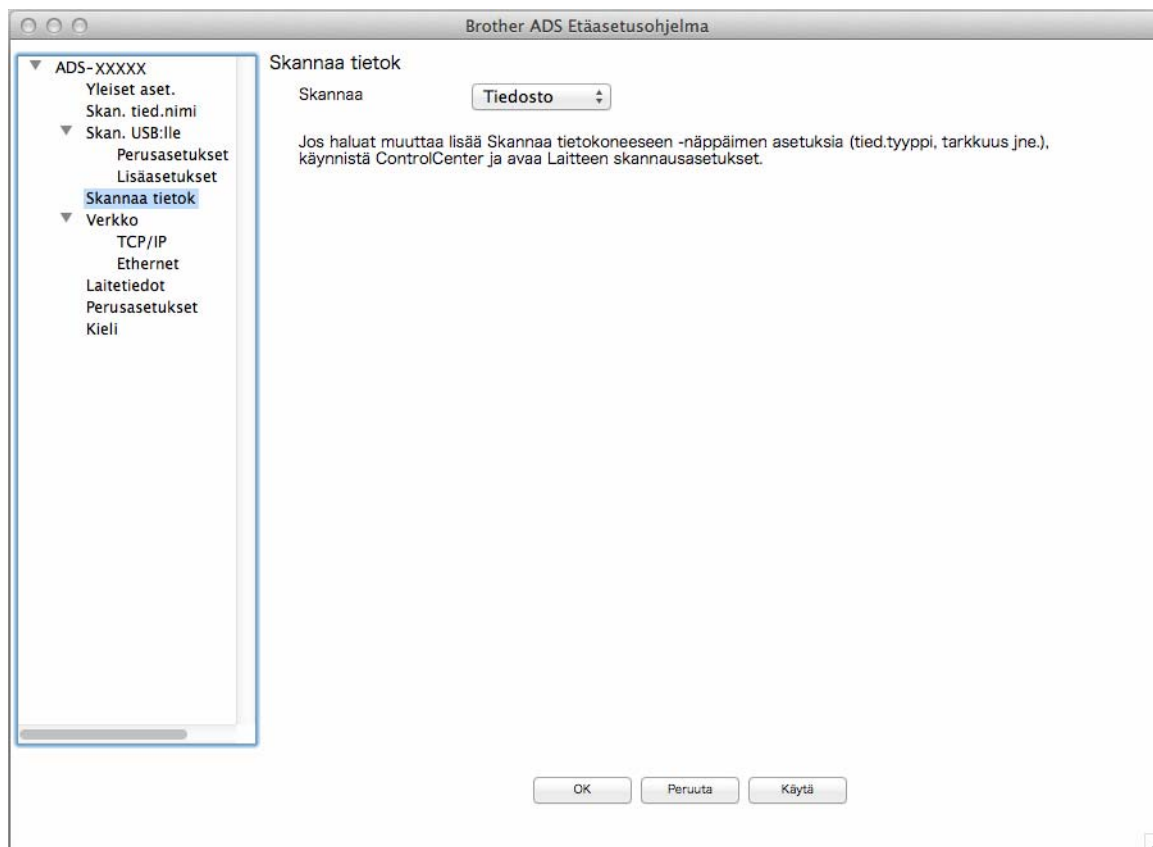 Brother ADS Etäasetusohjelma
ADS-XXXXX
Yleiset aset.
Skan. tied.nimi
Skan. USB:lle
Perusasetukset
Lisäasetukset
Skannaa tietok
Verkko
TCP/IP
Ethernet
Laitetiedot
Perusasetukset
Kieli
Skannaa tietok
Skannaa Tiedosto
Jos haluat muuttaa lisää Skannaa tietokoneeseen -näppäimen asetuksia (tied.tyyppi, tarkkuus jne.),
käynnistä ControlCenter ja avaa Laitteen skannausasetukset.
OK Peruuta Käytä